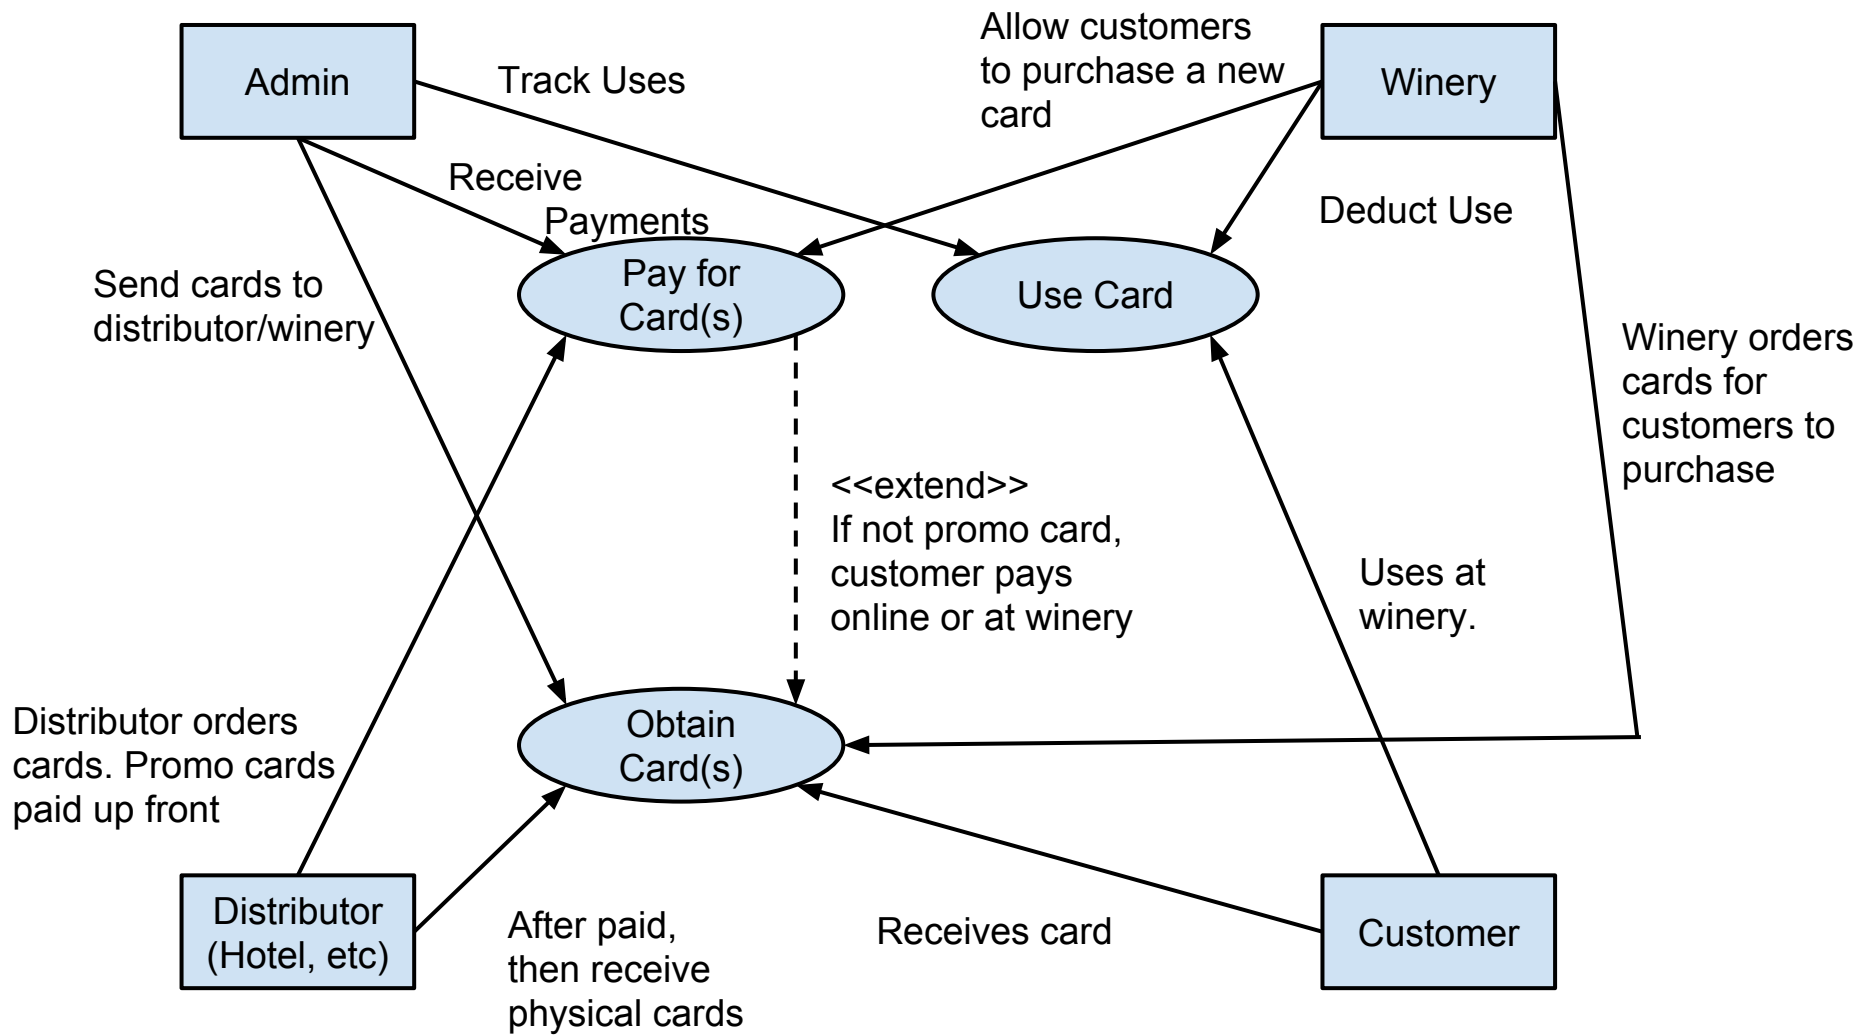 Admin
Track Uses
Allow customers
to purchase a new
card
Winery
Receive
Payments
Deduct Use
Send cards to
distributor/winery
Pay for
Card(s)
Use Card
Winery orders
cards for
customers to
purchase
<<extend>>
If not promo card,
customer pays
online or at winery
Uses at
winery.
Distributor orders
cards. Promo cards
paid up front
Obtain
Card(s)
Distributor
(Hotel, etc)
After paid,
then receive
physical cards
Receives card
Customer